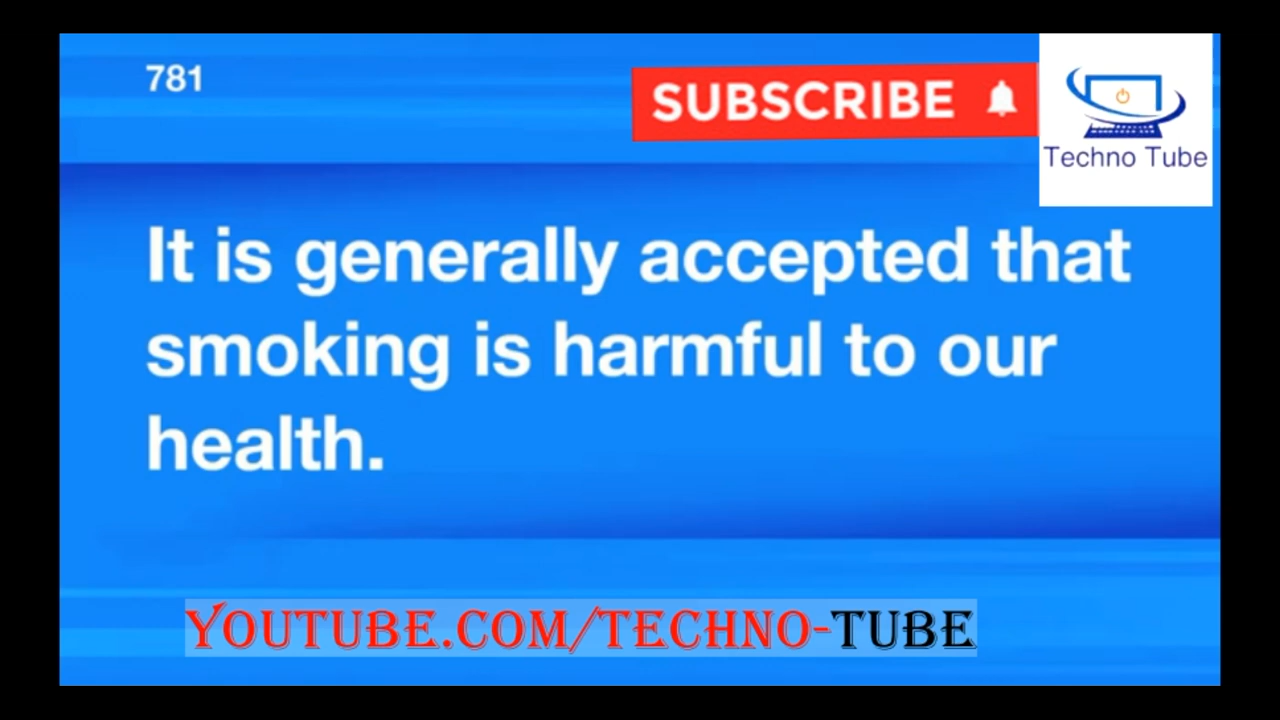 781
SUBSCRIBE
Techno Tube
It is generally accepted that
smoking is harmful to our
health.
YOUTUBE.COM/TECHNO-TUBE